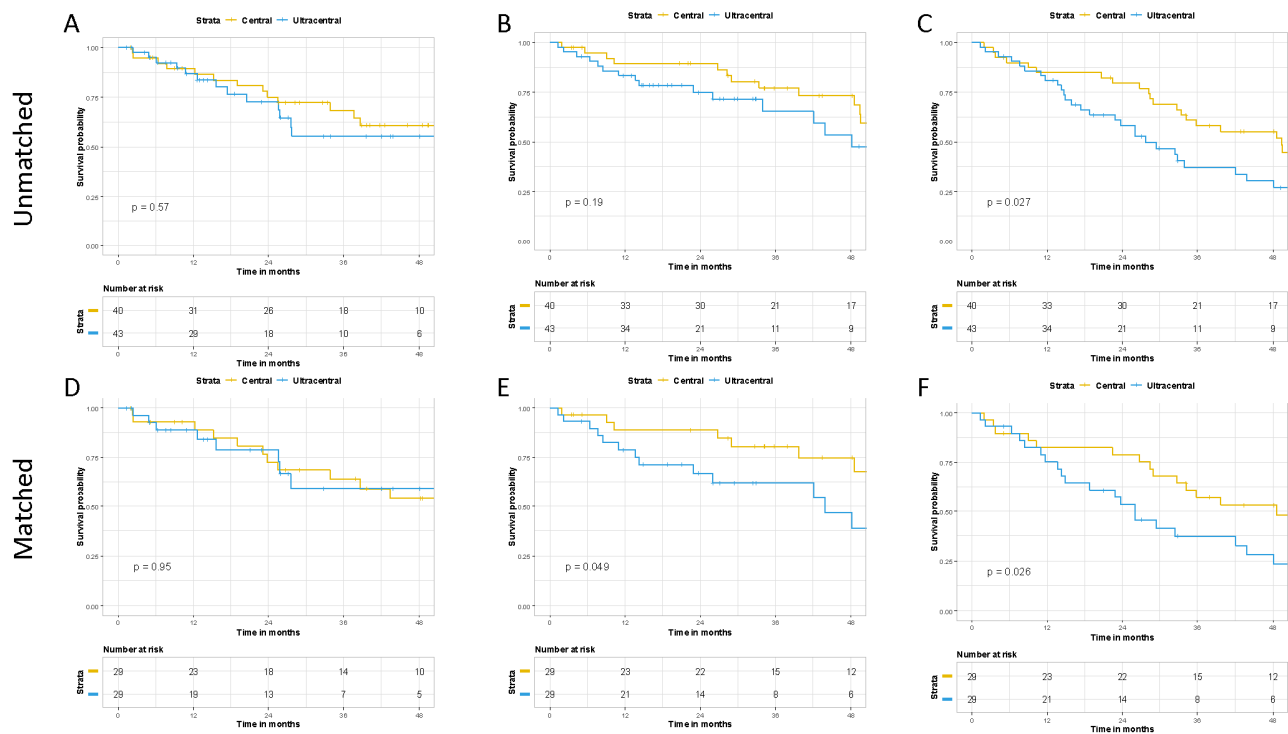 Unmatched
A
Strata Central Ultracentral
Survival probability
1.00
0.75
0.50
0.25
0.00
p = 0.57
0 12 24 36 48
Time in months
Number at risk
Strata
40 31 26 18 10
43 29 18 10 6
0 12 24 36 48
Time in months
B
Strata Central Ultracentral
Survival probability
1.00
0.75
0.50
0.25
0.00
p = 0.19
0 12 24 36 48
Time in months
Number at risk
Strata
40 33 30 21 17
43 34 21 11 9
0 12 24 36 48
Time in months
C
Strata Central Ultracentral
Survival probability
1.00
0.75
0.50
0.25
0.00
p = 0.027
0 12 24 36 48
Time in months
Number at risk
Strata
40 33 30 21 17
43 34 21 11 9
0 12 24 36 48
Time in months
Matched
D
Strata Central Ultracentral
Survival probability
1.00
0.75
0.50
0.25
0.00
p = 0.95
0 12 24 36 48
Time in months
Number at risk
Strata
29 23 18 14 10
29 19 13 7 5
0 12 24 36 48
Time in months
E
Strata Central Ultracentral
Survival probability
1.00
0.75
0.50
0.25
0.00
p = 0.049
0 12 24 36 48
Time in months
Number at risk
Strata
29 23 22 15 12
29 21 14 8 6
0 12 24 36 48
Time in months
F
Strata Central Ultracentral
Survival probability
1.00
0.75
0.50
0.25
0.00
p = 0.026
0 12 24 36 48
Time in months
Number at risk
Strata
29 23 22 15 12
29 21 14 8 6
0 12 24 36 48
Time in months